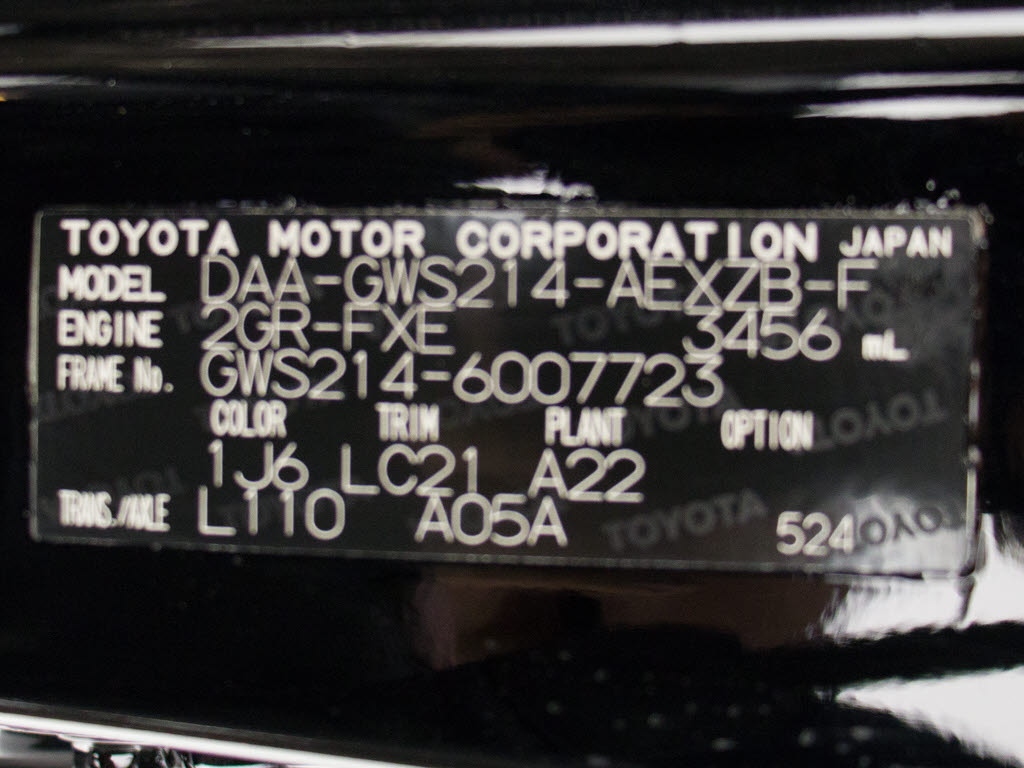 TOYOTA MOTOR CORPORATION JAPAN
MODEL DAA-GWS214-AEXZB-F
ENGINE 2GR-FXE 3456 mL
FRAME No. GWS214-6007723
COLOR TRIM PLANT OPTION
1J6 LC21 A22
TRANS./AXLE L110 A05A 524